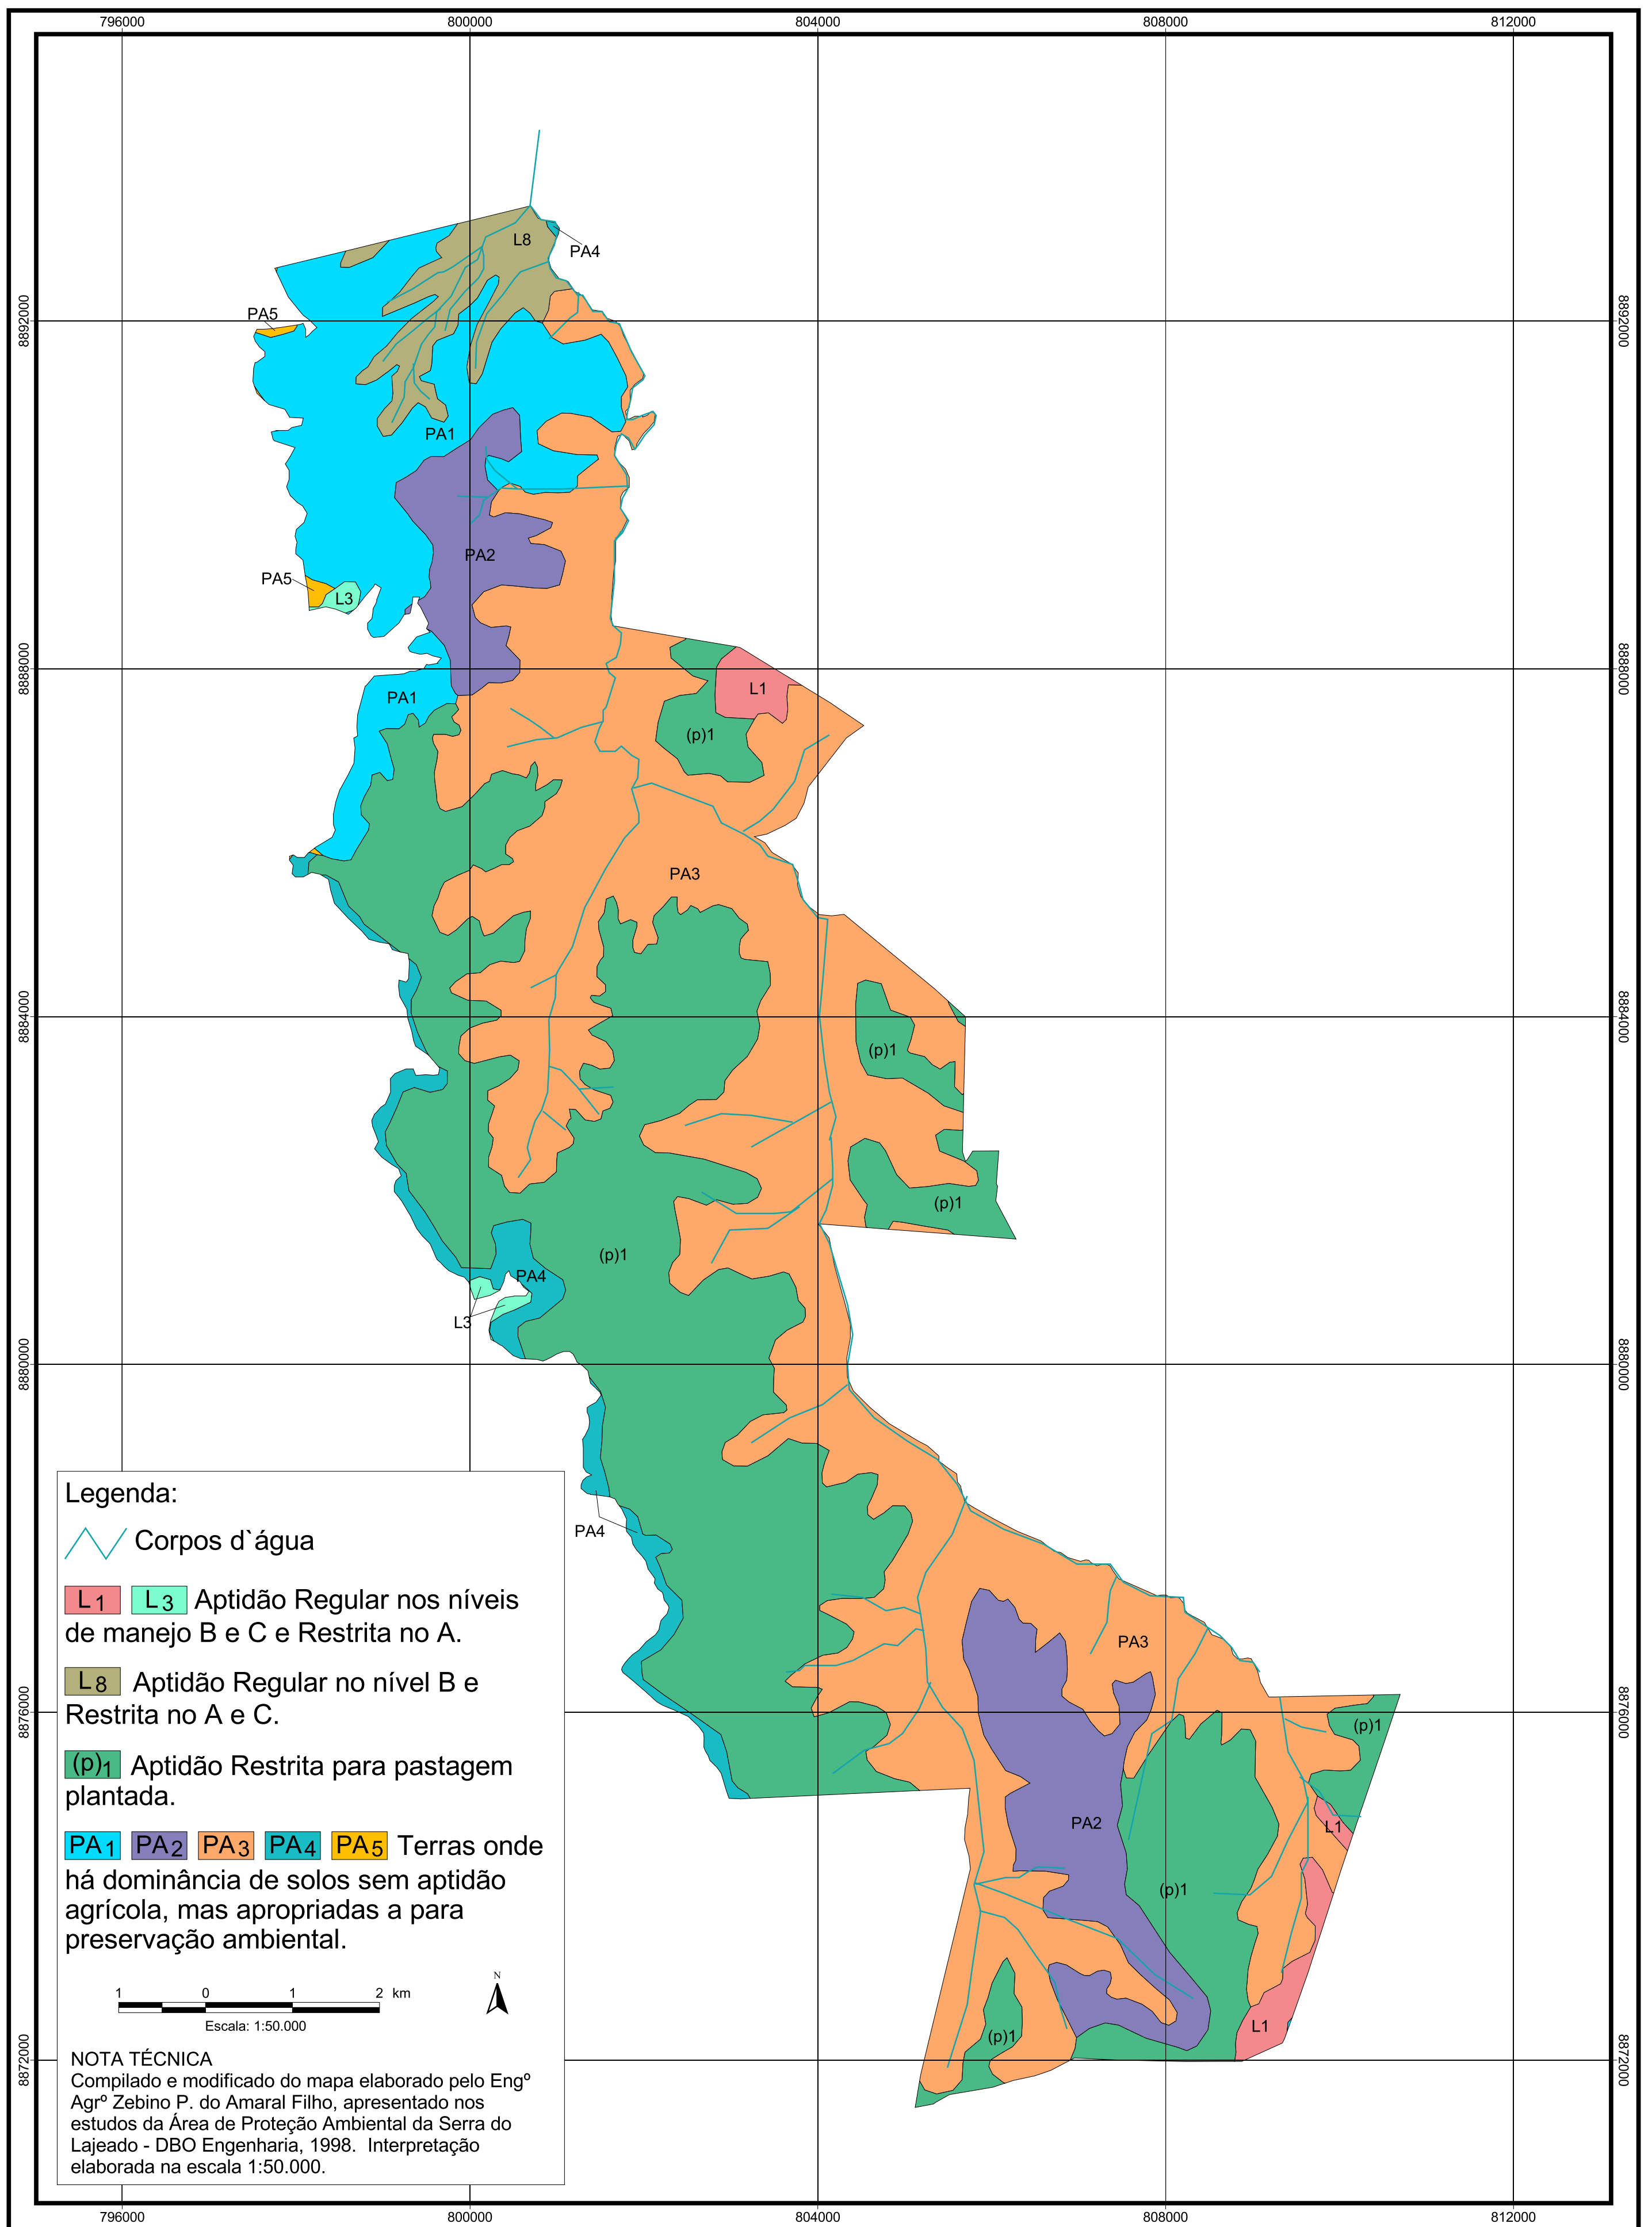 796000 800000 804000 808000 812000
L8
PA4
PA5
8892000 8892000
PA1
PA2
PA5
L3
8888000 8888000
L1
PA1
(p)1
PA3
8884000 8884000
(p)1
(p)1
(p)1
PA4
L3
8880000 8880000
PA4
PA3
8876000 8876000
(p)1
PA2
L1
(p)1
L1
(p)1
8872000 8872000
Legenda:
Corpos d`água
L1 L3 Aptidão Regular nos níveis
de manejo B e C e Restrita no A.
L8 Aptidão Regular no nível B e
Restrita no A e C.
(p)1 Aptidão Restrita para pastagem
plantada.
PA1 PA2 PA3 PA4 PA5 Terras onde
há dominância de solos sem aptidão
agrícola, mas apropriadas a para
preservação ambiental.
1 0 1 2 km
N
Escala: 1:50.000
NOTA TÉCNICA
Compilado e modificado do mapa elaborado pelo Engº
Agrº Zebino P. do Amaral Filho, apresentado nos
estudos da Área de Proteção Ambiental da Serra do
Lajeado - DBO Engenharia, 1998. Interpretação
elaborada na escala 1:50.000.
796000 800000 804000 808000 812000